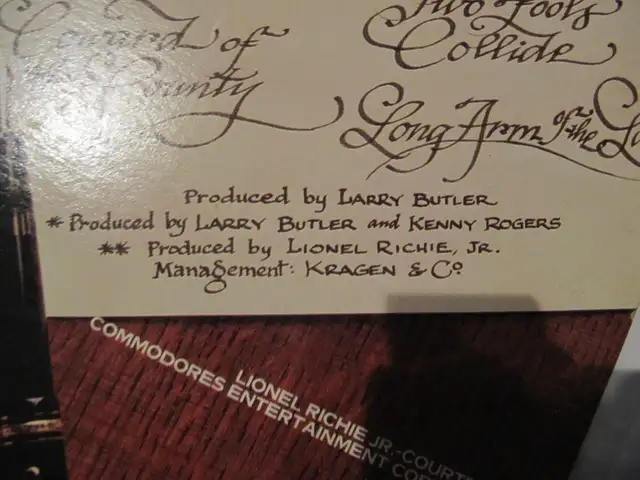 Two Fools
Collide
Coward of
the County
Long Arm of the
Produced by LARRY BUTLER
* Produced by LARRY BUTLER and KENNY ROGERS
** Produced by LIONEL RICHIE, JR.
Management: KRAGEN & Co.
LIONEL RICHIE JR.-COURT
COMMODORES ENTERTAINMENT COR